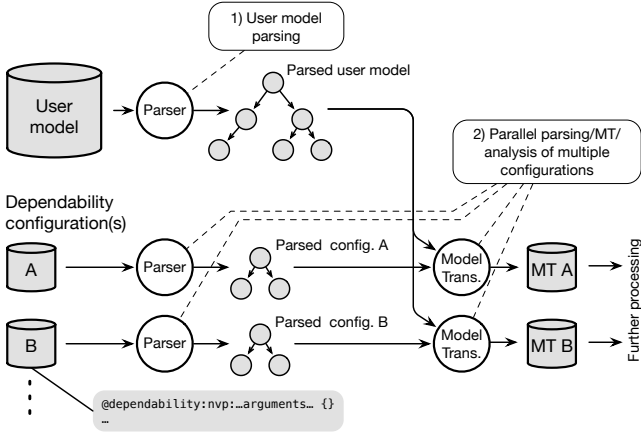 1) User model
parsing
User
model
Parser
Parsed user model
2) Parallel parsing/MT/
analysis of multiple
configurations
Dependability
configuration(s)
A
Parser
Parsed config. A
Model
Trans.
MT A
B
Parser
Parsed config. B
Model
Trans.
MT B
Further processing
@dependability:nvp:…arguments… {}
…